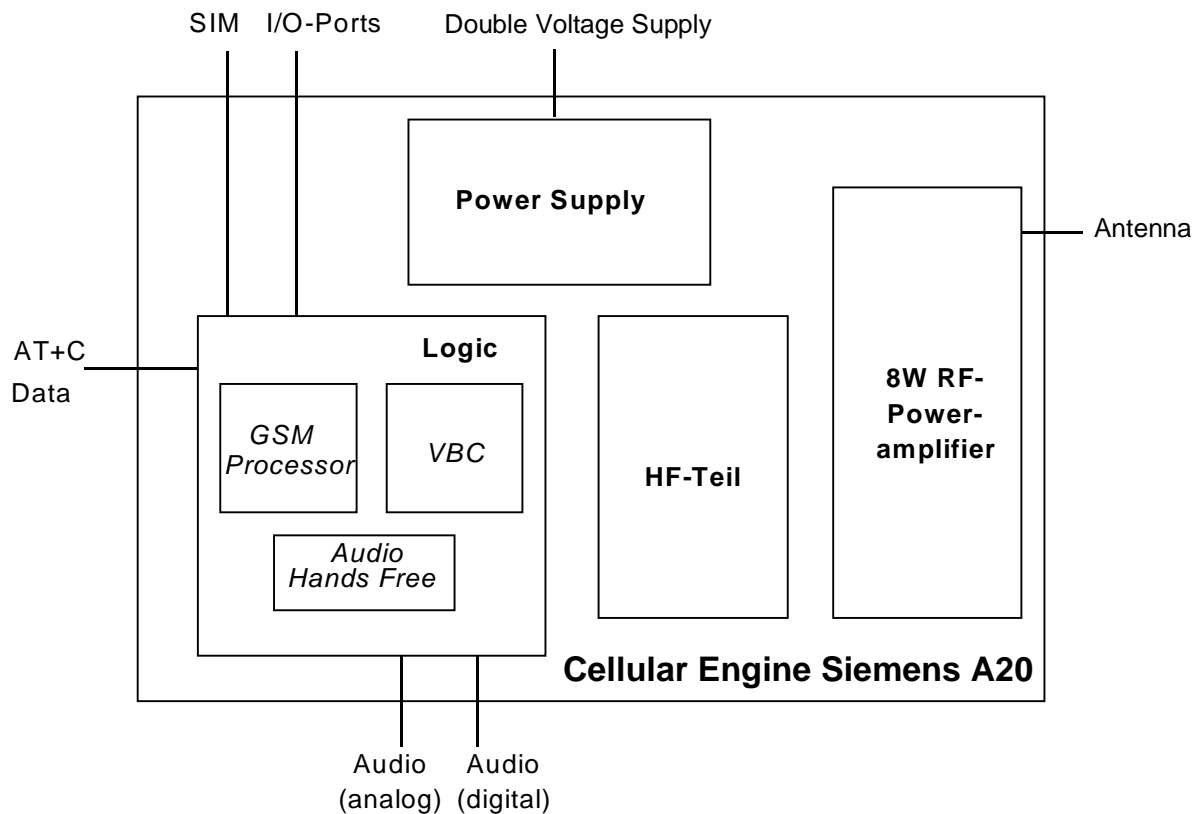 SIM I/O-Ports Double Voltage Supply
Power Supply
Antenna
AT+C
Data
Logic
GSM
Processor
VBC
Audio
Hands Free
HF-Teil
8W RF-
Power-
amplifier
Cellular Engine Siemens A20
Audio
(analog)
Audio
(digital)